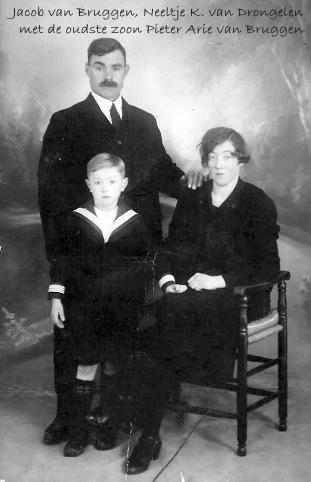 Jacob van Bruggen, Neeltje K. van Drongelen
met de oudste zoon Pieter Arie van Bruggen